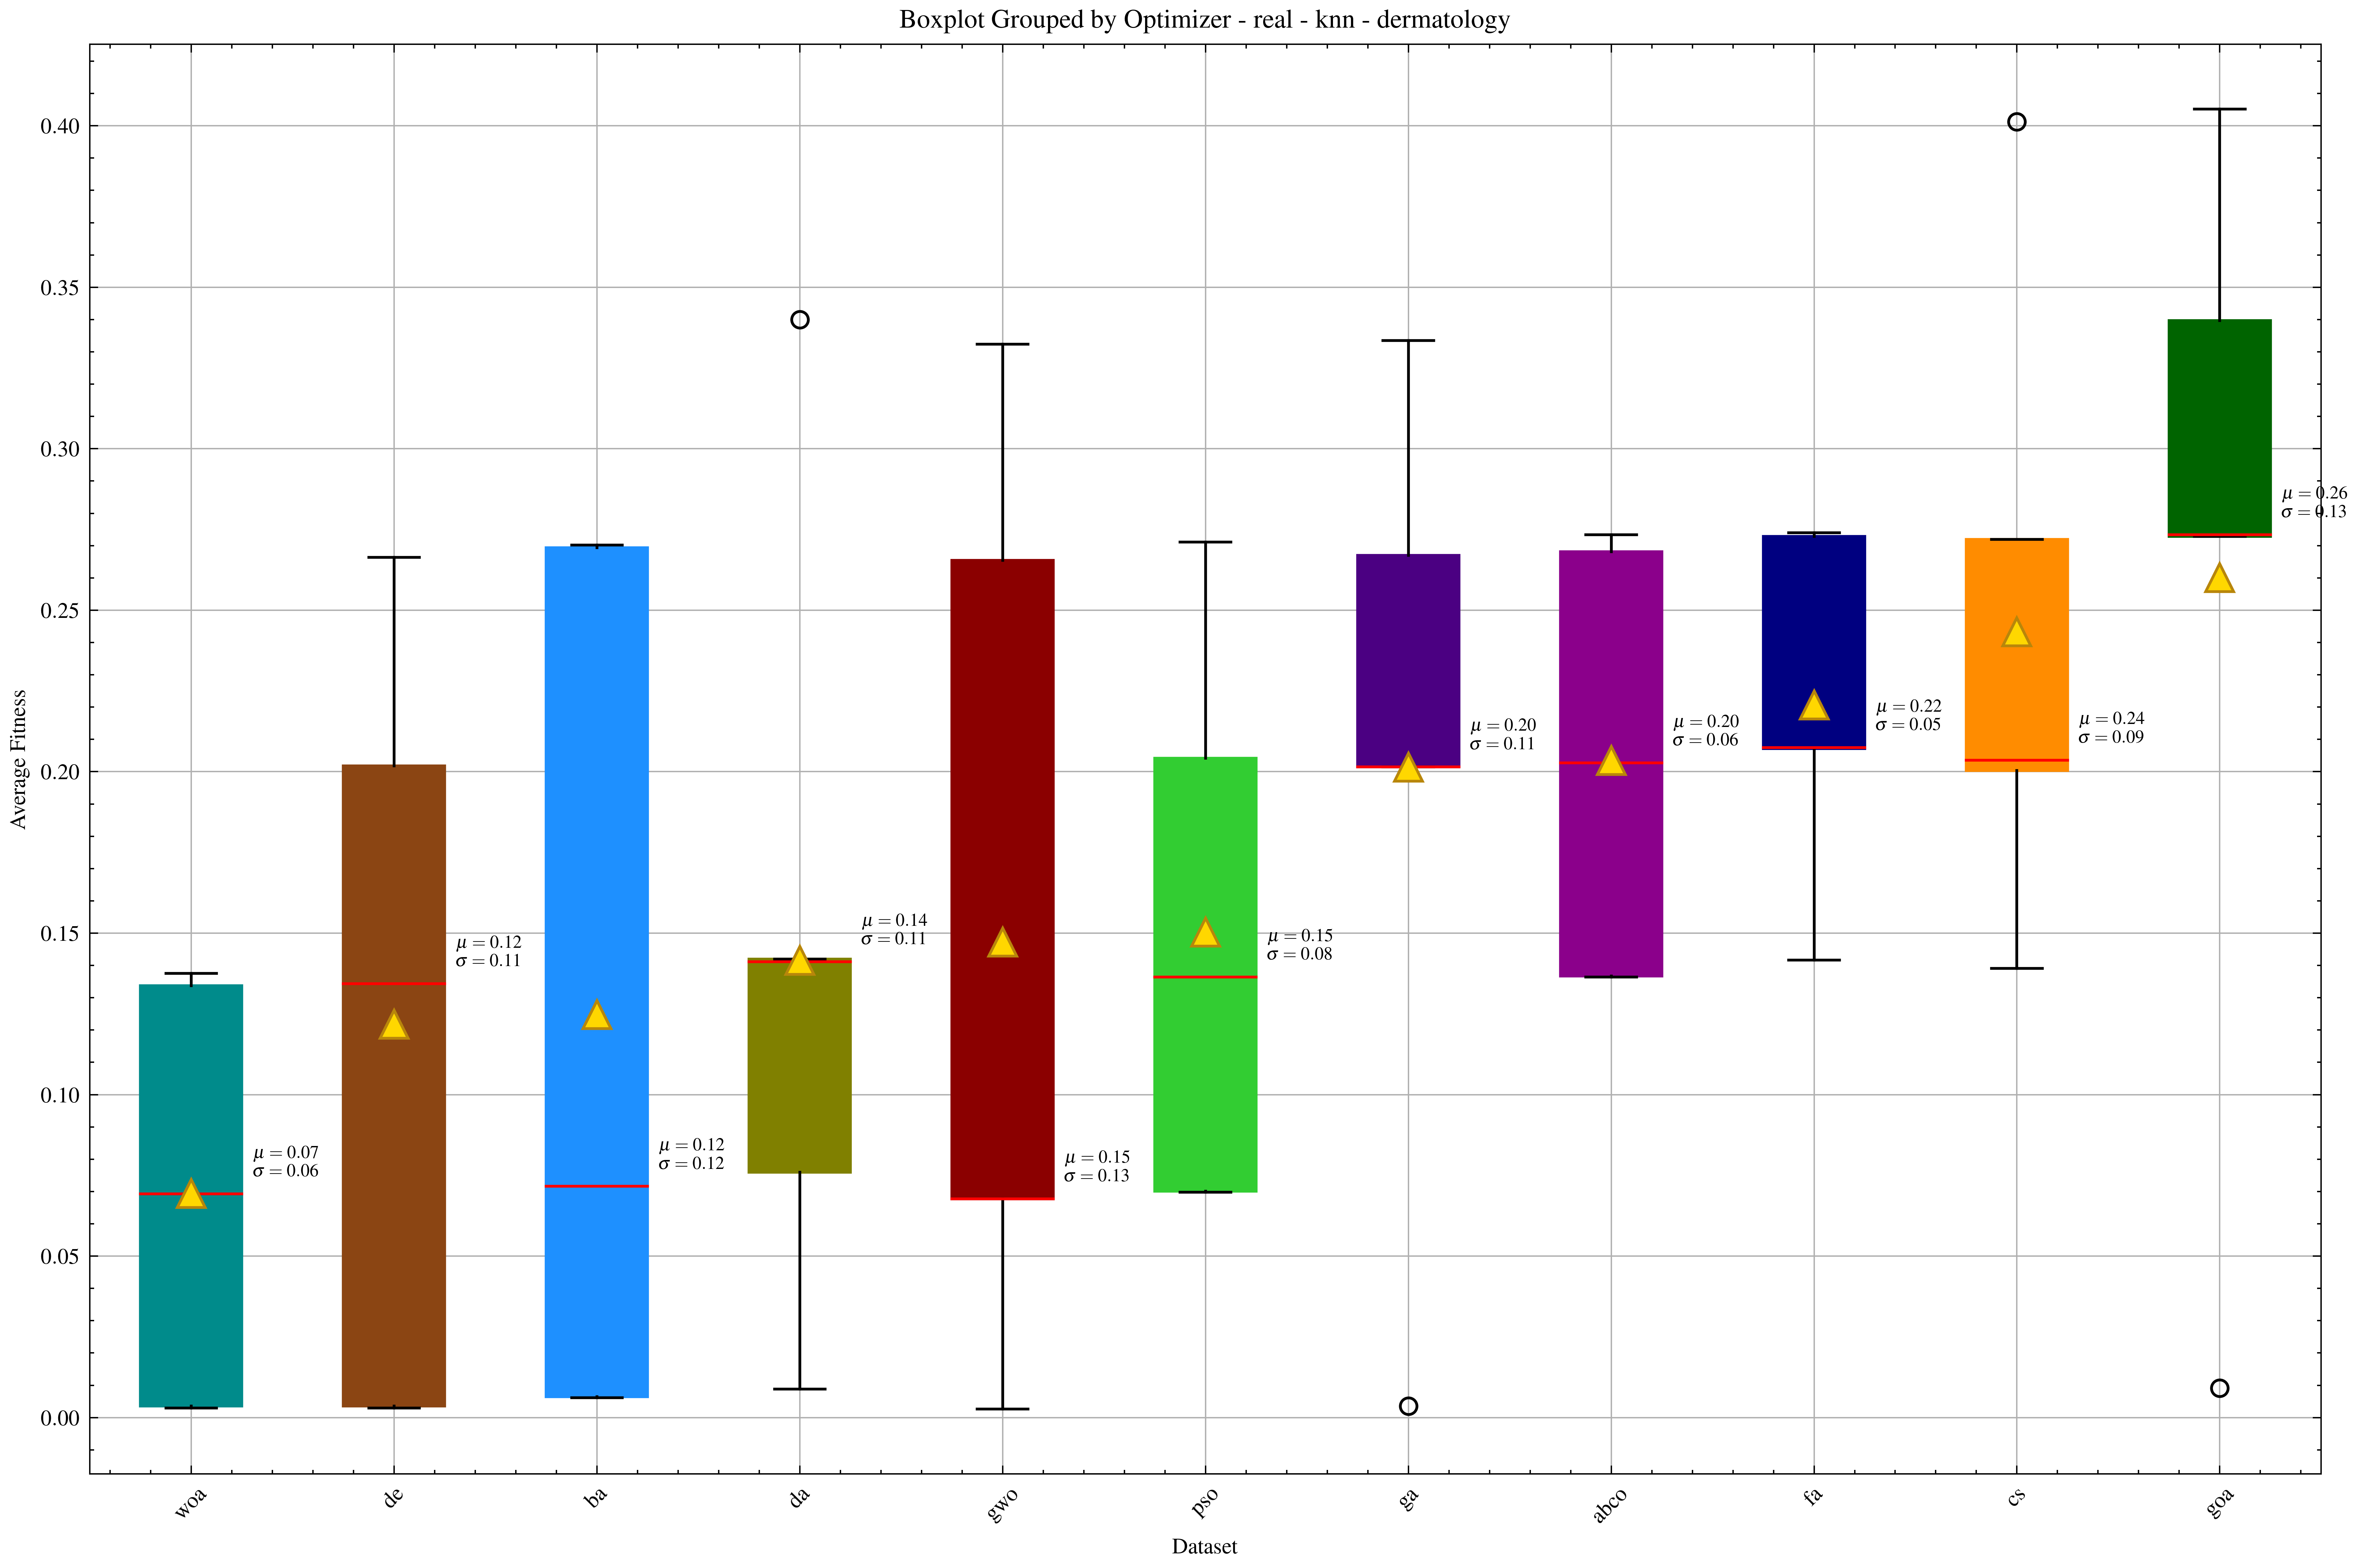 Boxplot Grouped by Optimizer - real - knn - dermatology
Average Fitness
0.40
0.35
0.30
0.25
0.20
0.15
0.10
0.05
0.00
μ = 0.07
σ = 0.06
μ = 0.12
σ = 0.11
μ = 0.12
σ = 0.12
μ = 0.14
σ = 0.11
μ = 0.15
σ = 0.13
μ = 0.15
σ = 0.08
μ = 0.20
σ = 0.11
μ = 0.20
σ = 0.06
μ = 0.22
σ = 0.05
μ = 0.24
σ = 0.09
μ = 0.26
σ = 0.13
woa
de
ba
da
gwo
pso
ga
abco
fa
cs
goa
Dataset